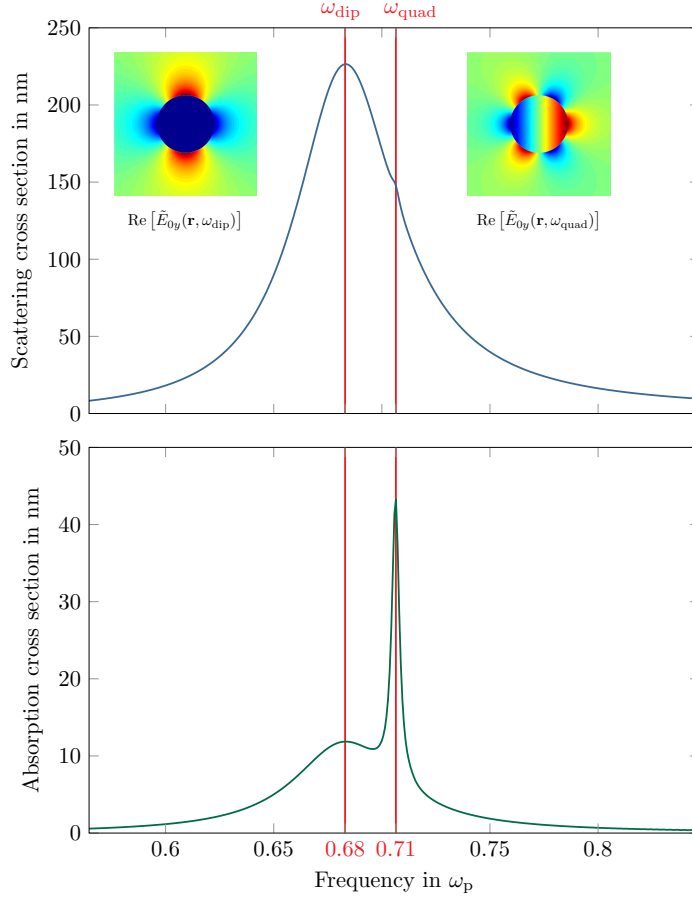 ω_dip ω_quad
Scattering cross section in nm
250
200
150
100
50
0
Re [Ẽ_0y(r, ω_dip)]
Re [Ẽ_0y(r, ω_quad)]
Absorption cross section in nm
50
40
30
20
10
0
0.6 0.65 0.68 0.71 0.75 0.8
Frequency in ω_p